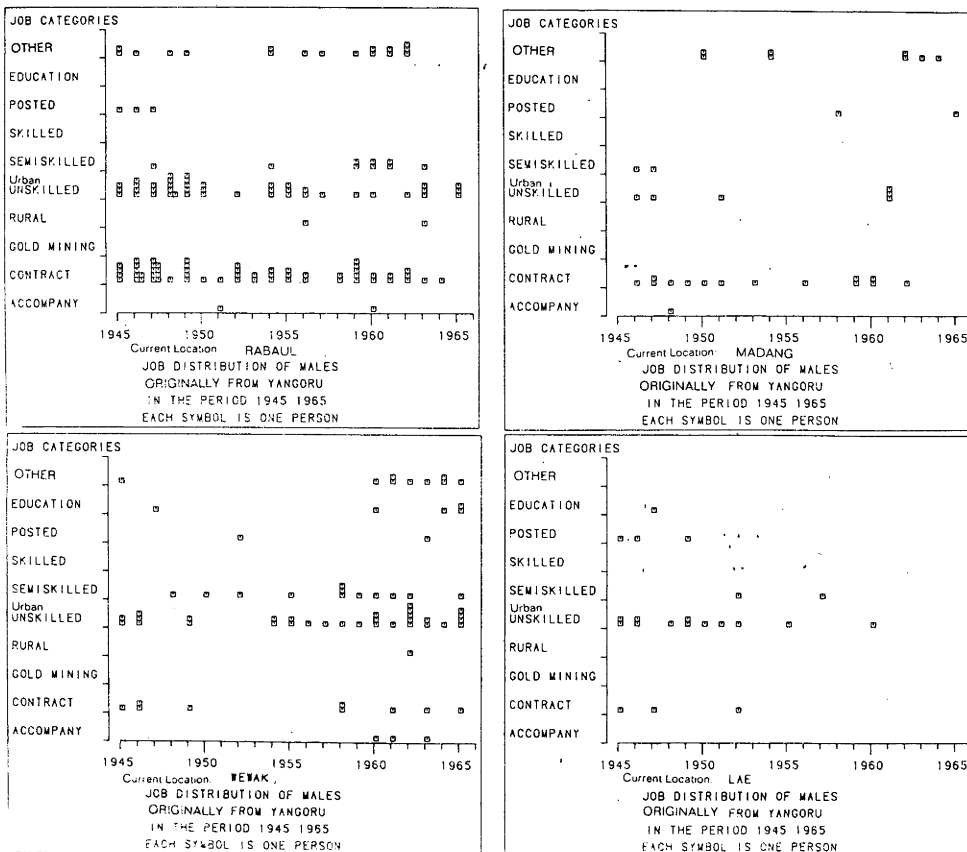 JOB CATEGORIES
OTHER
EDUCATION
POSTED
SKILLED
SEMISKILLED
Urban
UNSKILLED
RURAL
GOLD MINING
CONTRACT
ACCOMPANY
1945 1950 1955 1960 1965
Current Location RABAUL
JOB DISTRIBUTION OF MALES
ORIGINALLY FROM YANGORU
IN THE PERIOD 1945 1965
EACH SYMBOL IS ONE PERSON
JOB CATEGORIES
OTHER
EDUCATION
POSTED
SKILLED
SEMISKILLED
Urban
UNSKILLED
RURAL
GOLD MINING
CONTRACT
ACCOMPANY
1945 1950 1955 1960 1965
Current Location: MADANG
JOB DISTRIBUTION OF MALES
ORIGINALLY FROM YANGORU
IN THE PERIOD 1945 1965
EACH SYMBOL IS ONE PERSON
JOB CATEGORIES
OTHER
EDUCATION
POSTED
SKILLED
SEMISKILLED
Urban
UNSKILLED
RURAL
GOLD MINING
CONTRACT
ACCOMPANY
1945 1950 1955 1960 1965
Current Location: WEWAK
JOB DISTRIBUTION OF MALES
ORIGINALLY FROM YANGORU
IN THE PERIOD 1945 1965
EACH SYMBOL IS ONE PERSON
JOB CATEGORIES
OTHER
EDUCATION
POSTED
SKILLED
SEMISKILLED
Urban
UNSKILLED
RURAL
GOLD MINING
CONTRACT
ACCOMPANY
1945 1950 1955 1960 1965
Current Location: LAE
JOB DISTRIBUTION OF MALES
ORIGINALLY FROM YANGORU
IN THE PERIOD 1945 1965
EACH SYMBOL IS ONE PERSON